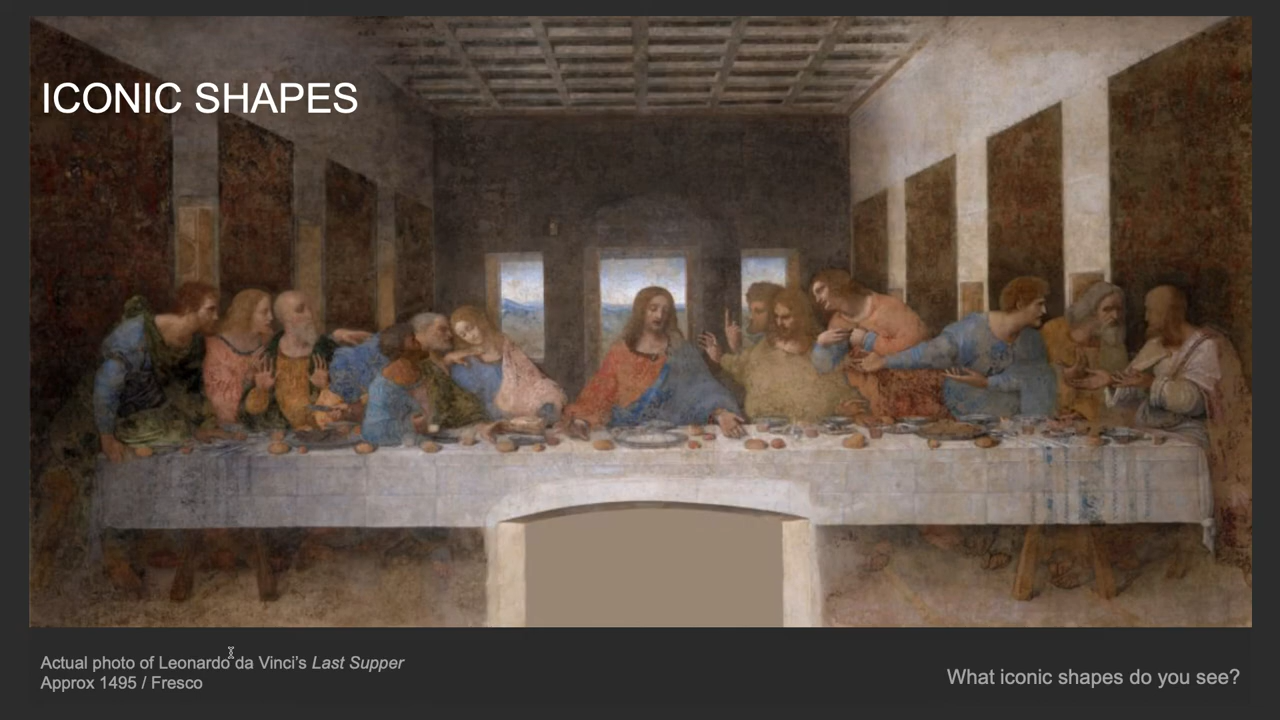 ICONIC SHAPES
Actual photo of Leonardo da Vinci's Last Supper
Approx 1495 / Fresco
What iconic shapes do you see?